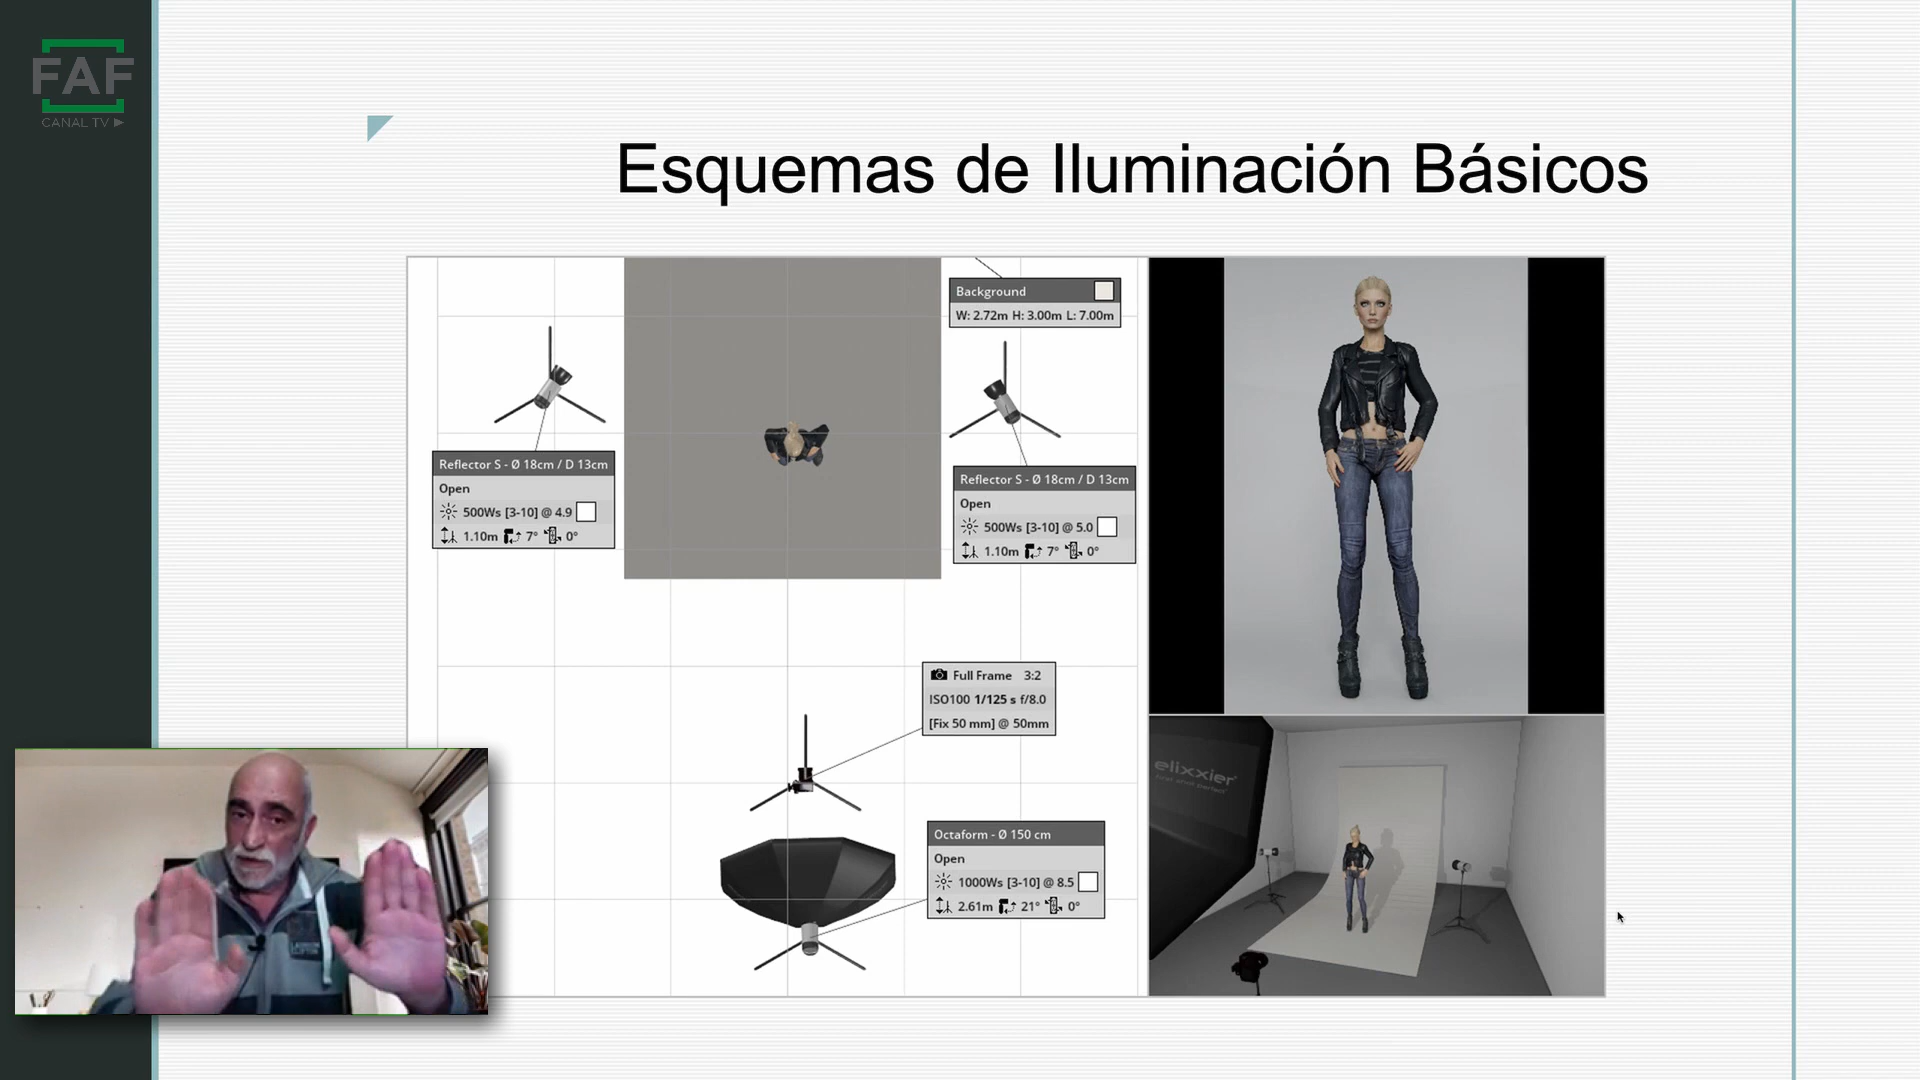 FAF
CANAL TV
Esquemas de Iluminación Básicos
Background
W: 2.72m H: 3.00m L: 7.00m
Reflector S - Ø 18cm / D 13cm
Open
500Ws [3-10] @ 4.9
1.10m 7° 0°
Reflector S - Ø 18cm / D 13cm
Open
500Ws [3-10] @ 5.0
1.10m 7° 0°
Full Frame 3:2
ISO100 1/125 s f/8.0
[Fix 50 mm] @ 50mm
Octaform - Ø 150 cm
Open
1000Ws [3-10] @ 8.5
2.61m 21° 0°
elixxier